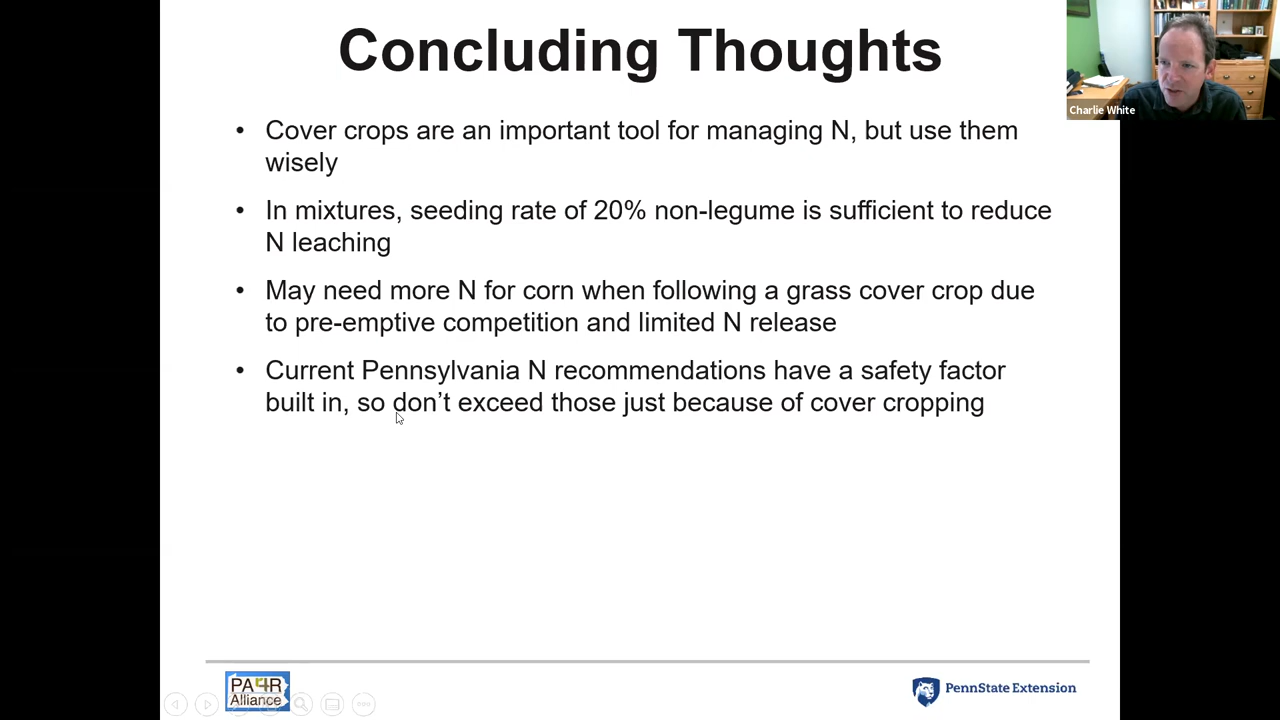 Concluding Thoughts
Charlie White
• Cover crops are an important tool for managing N, but use them
wisely
• In mixtures, seeding rate of 20% non-legume is sufficient to reduce
N leaching
• May need more N for corn when following a grass cover crop due
to pre-emptive competition and limited N release
• Current Pennsylvania N recommendations have a safety factor
built in, so don’t exceed those just because of cover cropping
PA4R
Alliance
PennState Extension